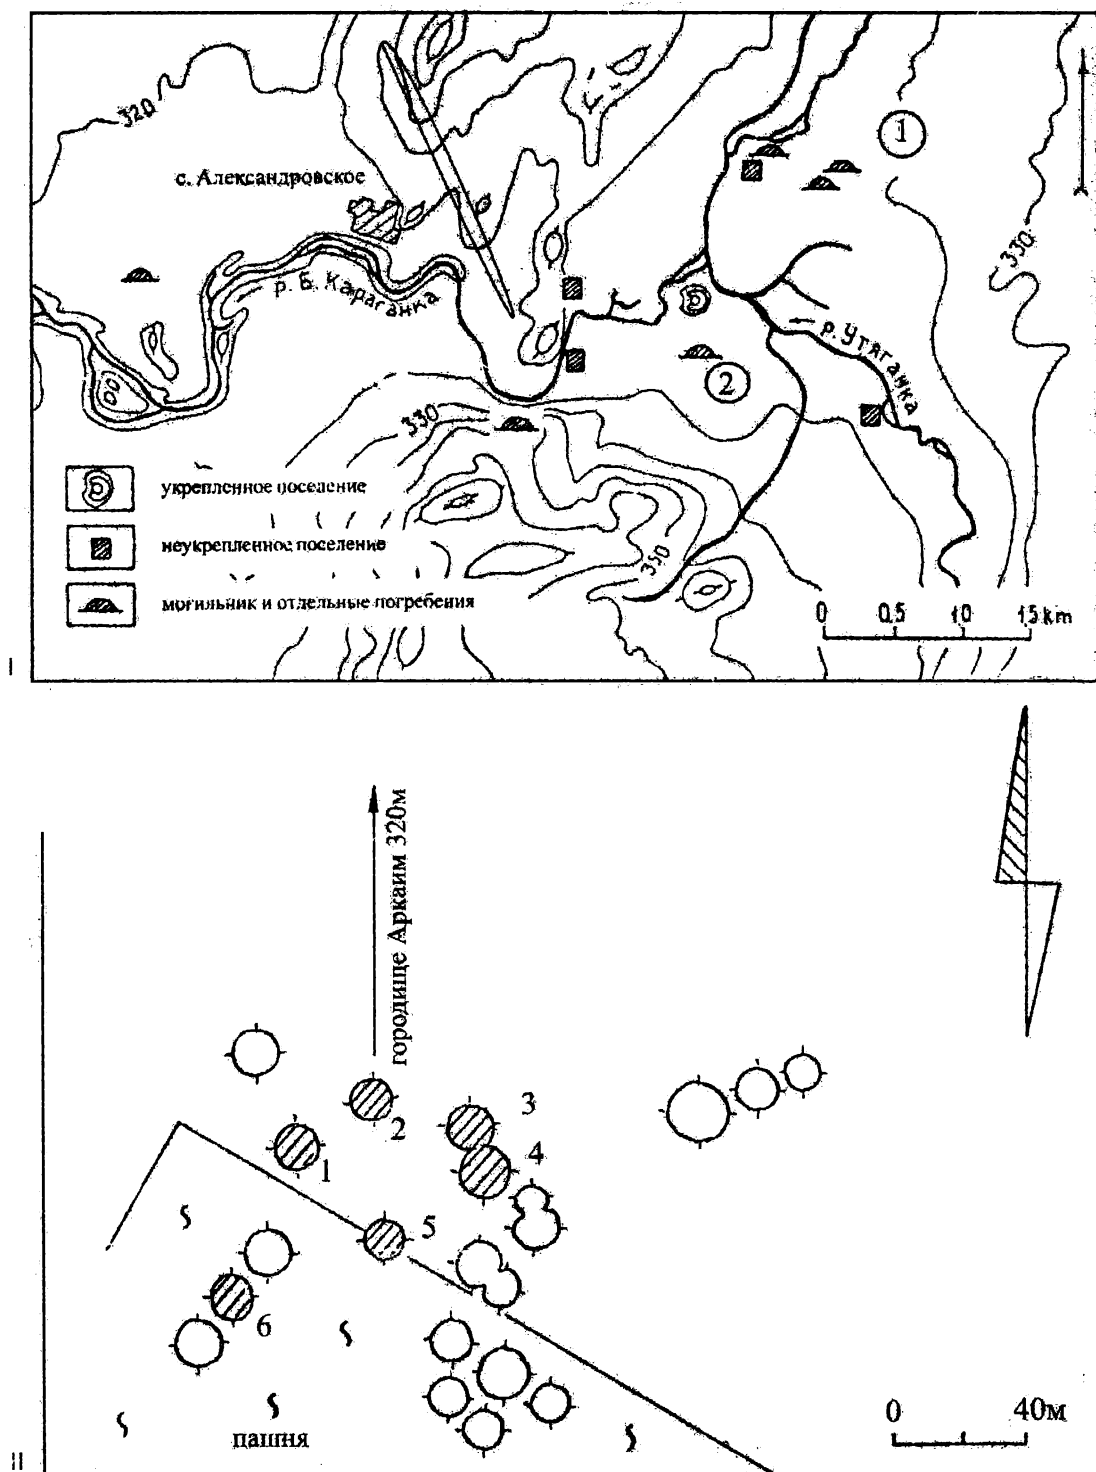 320
1
с. Александровское
330
р. Б. Караганка
р. Утяганка
2
330
укрепленное поселение
неукрепленное поселение
350
могильник и отдельные погребения
0 0,5 1,0 1,5 km
I
городище Аркаим 320м
3
2
4
1
5
6
0 40м
пашня
II